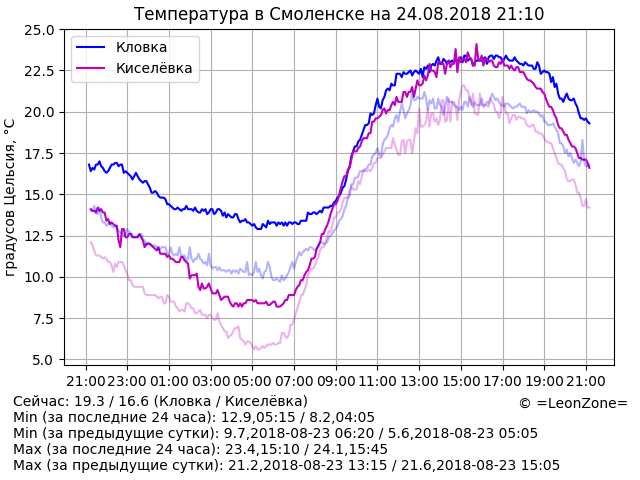 Температура в Смоленске на 24.08.2018 21:10
25.0
22.5
20.0
17.5
15.0
12.5
10.0
7.5
5.0
градусов Цельсия, °C
Кловка
Киселёвка
21:00 23:00 01:00 03:00 05:00 07:00 09:00 11:00 13:00 15:00 17:00 19:00 21:00
Сейчас: 19.3 / 16.6 (Кловка / Киселёвка)
© =LeonZone=
Min (за последние 24 часа): 12.9,05:15 / 8.2,04:05
Min (за предыдущие сутки): 9.7,2018-08-23 06:20 / 5.6,2018-08-23 05:05
Max (за последние 24 часа): 23.4,15:10 / 24.1,15:45
Max (за предыдущие сутки): 21.2,2018-08-23 13:15 / 21.6,2018-08-23 15:05